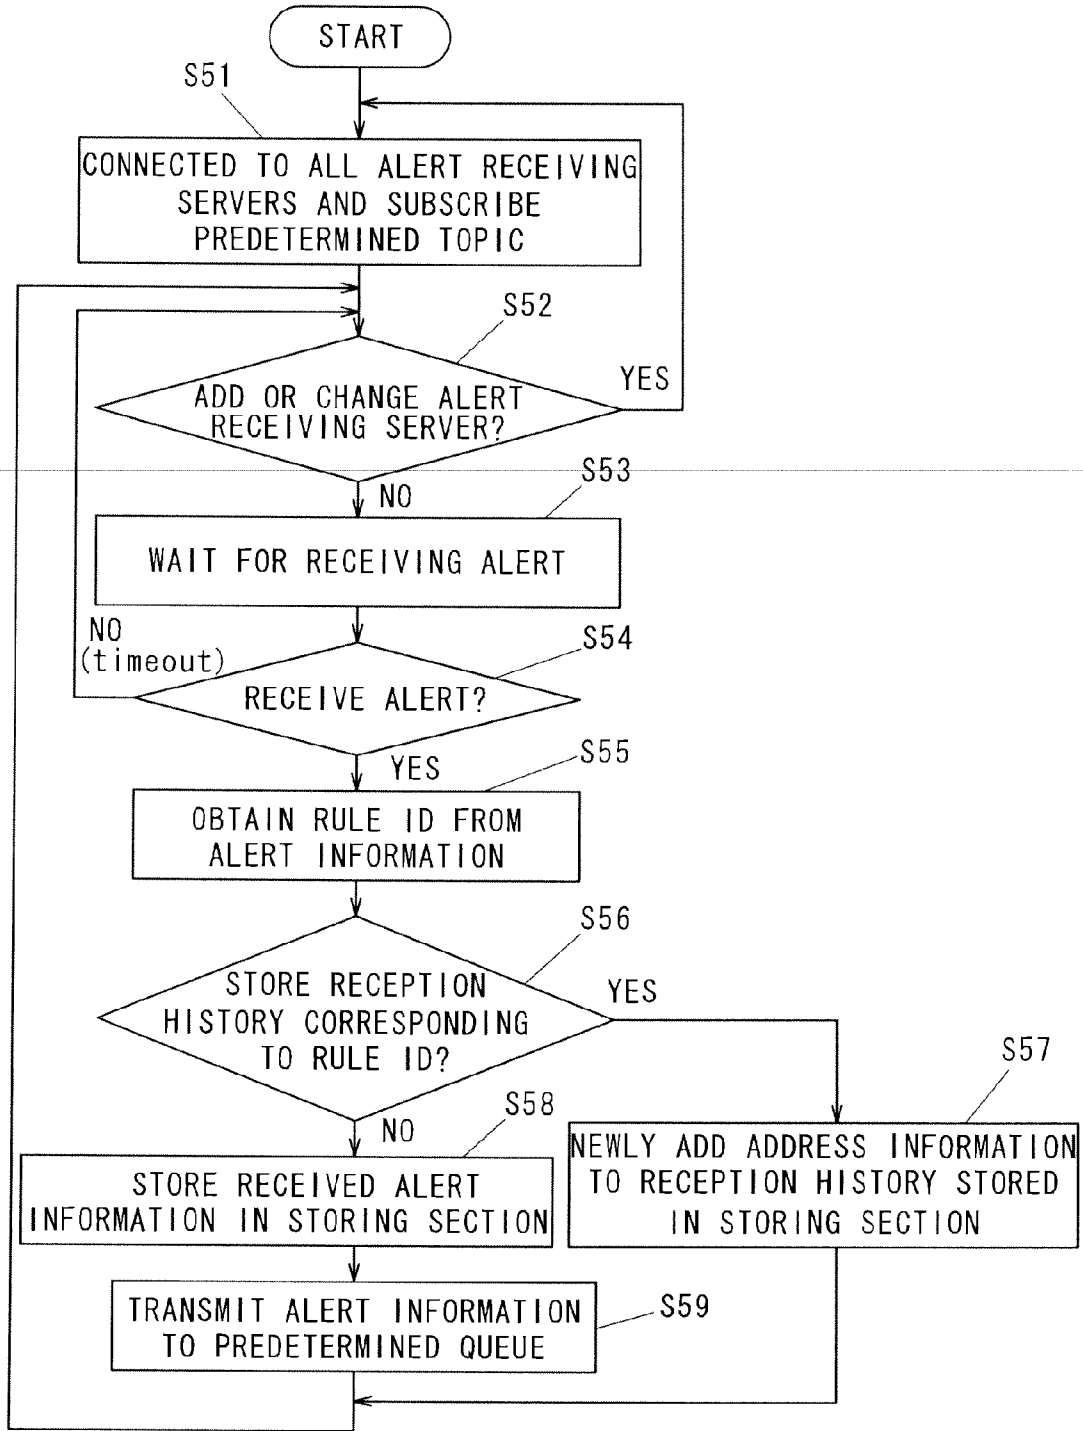 START
S51
CONNECTED TO ALL ALERT RECEIVING
SERVERS AND SUBSCRIBE
PREDETERMINED TOPIC
S52
YES
ADD OR CHANGE ALERT
RECEIVING SERVER?
S53
NO
WAIT FOR RECEIVING ALERT
NO
(timeout)
S54
RECEIVE ALERT?
S55
YES
OBTAIN RULE ID FROM
ALERT INFORMATION
S56
STORE RECEPTION
HISTORY CORRESPONDING
TO RULE ID?
YES
S57
S58
NO
NEWLY ADD ADDRESS INFORMATION
TO RECEPTION HISTORY STORED
IN STORING SECTION
STORE RECEIVED ALERT
INFORMATION IN STORING SECTION
TRANSMIT ALERT INFORMATION
TO PREDETERMINED QUEUE
S59